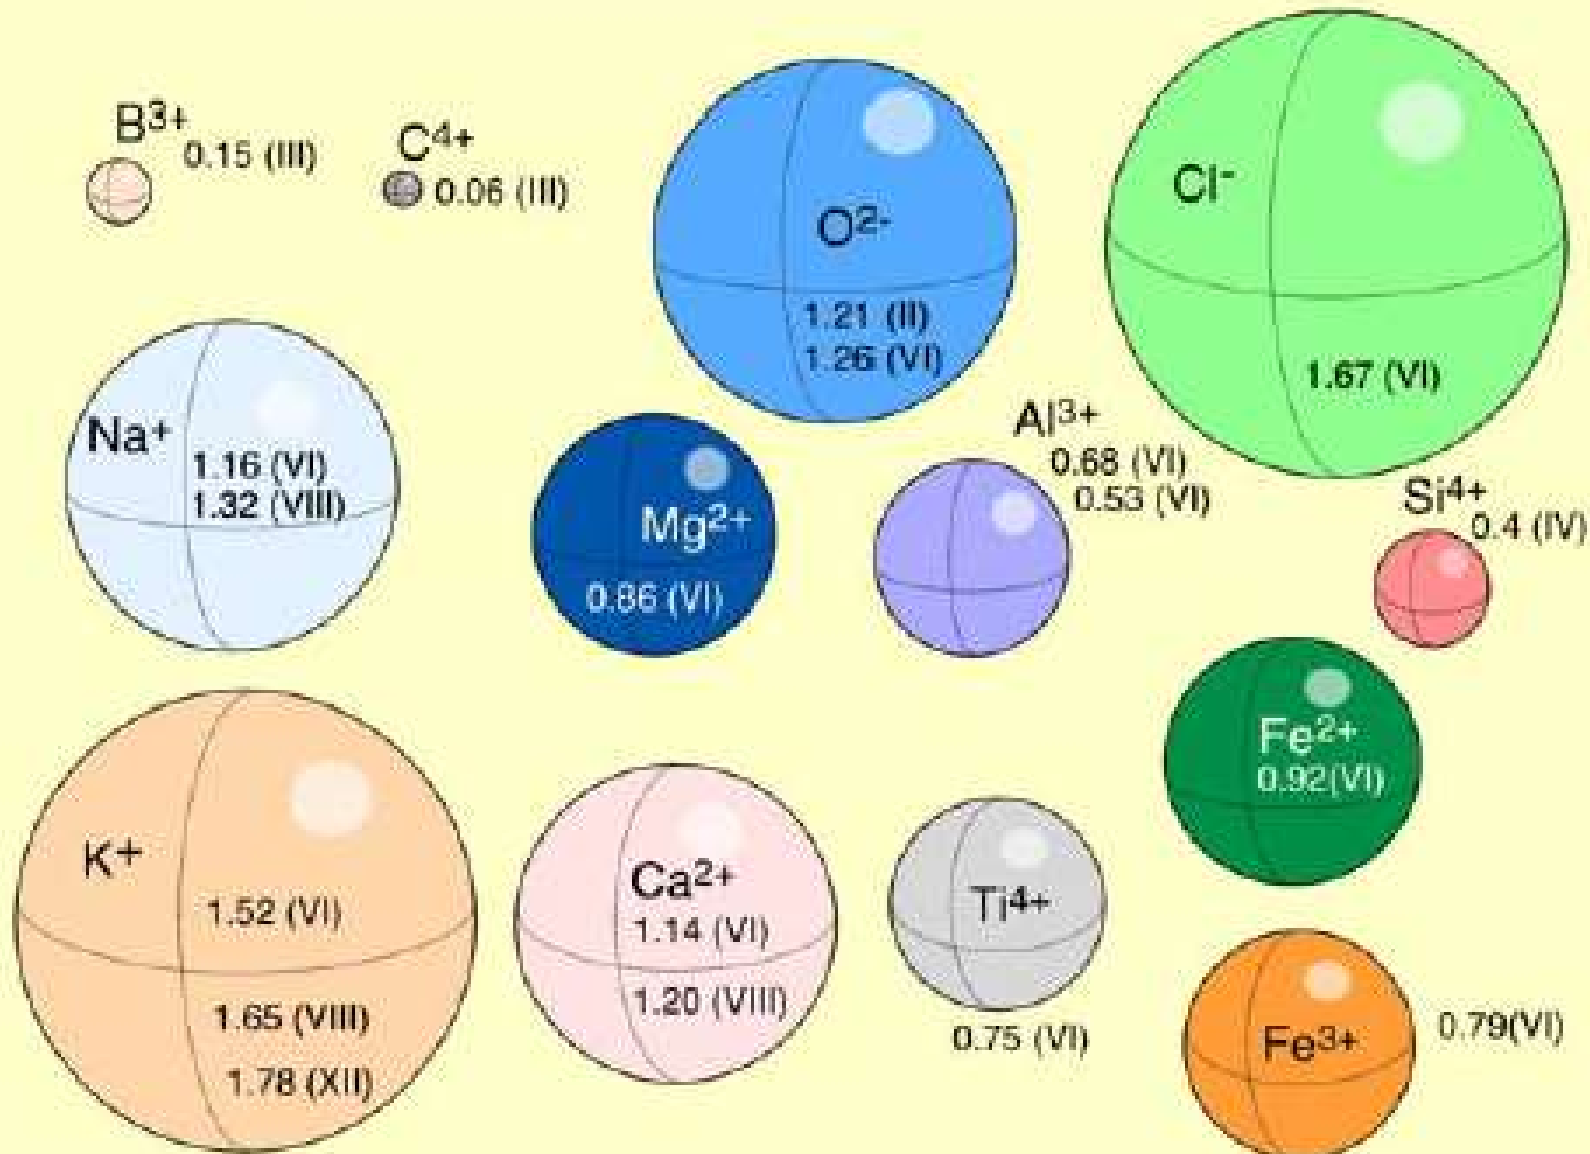 B³⁺
0.15 (III)
C⁴⁺
0.06 (III)
O²⁻
1.21 (II)
1.26 (VI)
Cl⁻
1.67 (VI)
Na⁺
1.16 (VI)
1.32 (VIII)
Mg²⁺
0.86 (VI)
Al³⁺
0.68 (VI)
0.53 (VI)
Si⁴⁺
0.4 (IV)
K⁺
1.52 (VI)
1.65 (VIII)
1.78 (XII)
Ca²⁺
1.14 (VI)
1.20 (VIII)
Ti⁴⁺
0.75 (VI)
Fe²⁺
0.92(VI)
Fe³⁺
0.79(VI)